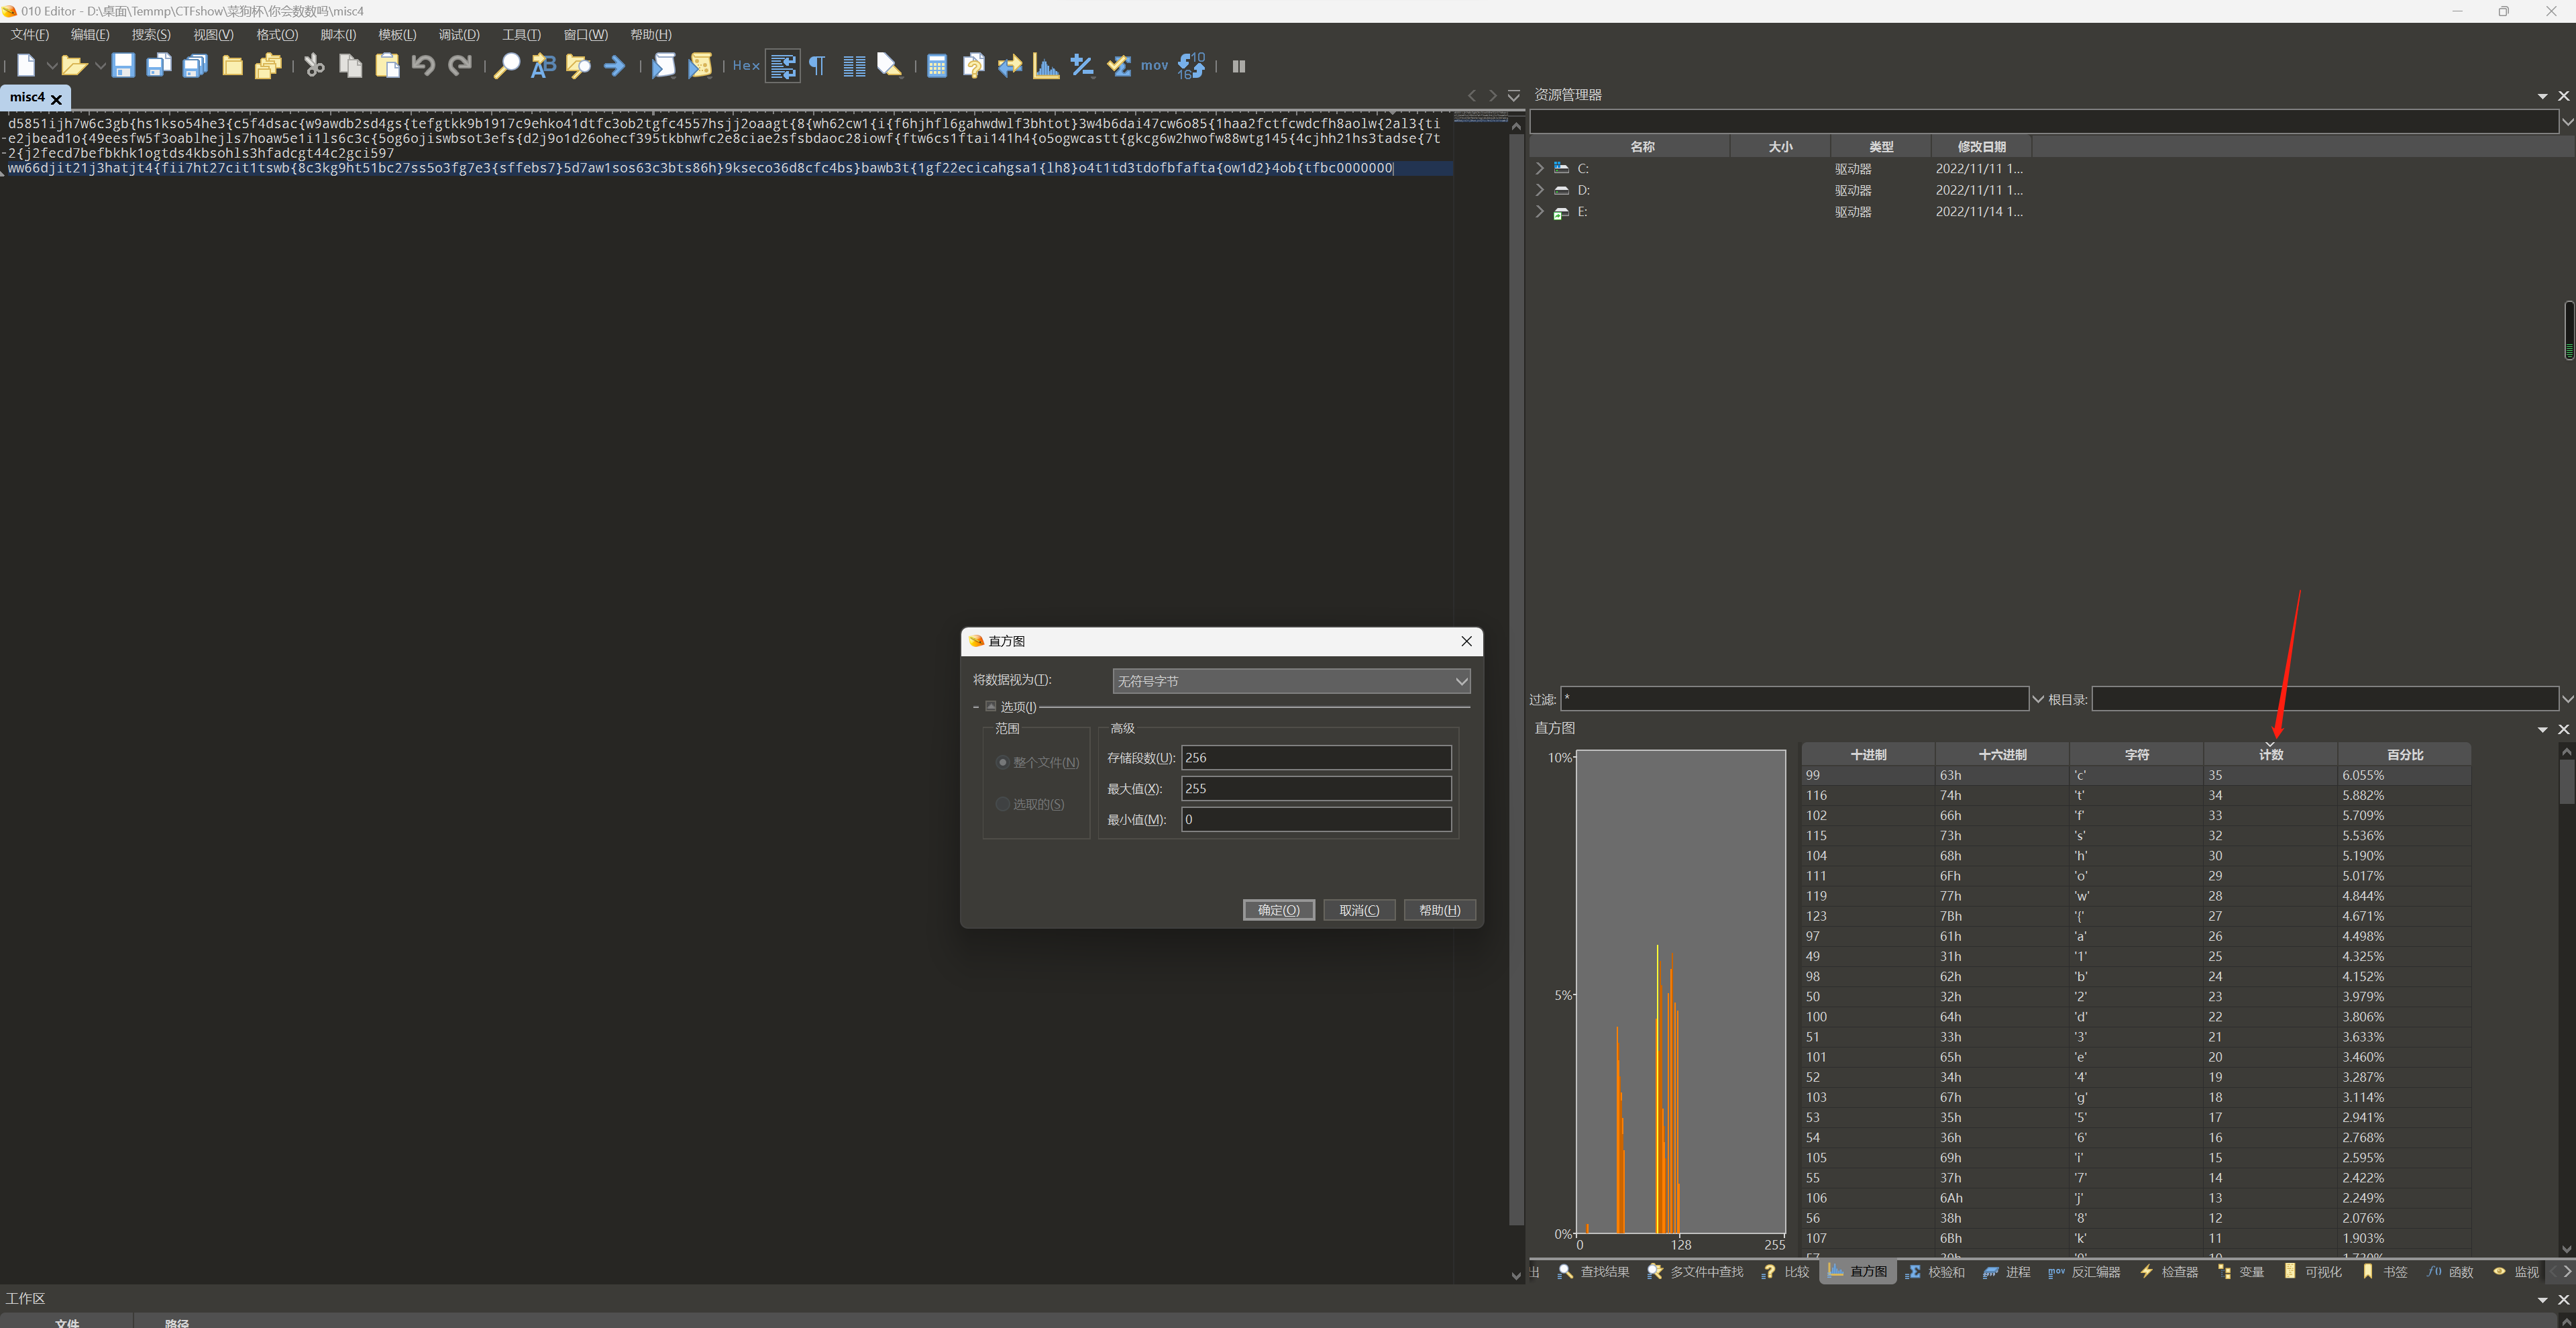 010 Editor - D:\桌面\Temmp\CTFshow\菜狗杯\你会数数吗\misc4
文件(F) 编辑(E) 搜索(S) 视图(V) 格式(O) 脚本(I) 模板(L) 调试(D) 工具(T) 窗口(W) 帮助(H)
Hex mov
misc4
资源管理器
d5851ijh7w6c3gb{hs1kso54he3{c5f4dsac{w9awdb2sd4gs{tefgtkk9b1917c9ehko41dtfc3ob2tgfc4557hsjj2oaagt{8{wh62cw1{i{f6hjhfl6gahwdwlf3bhtot}3w4b6dai47cw6o85{1haa2fctfcwdcfh8aolw{2al3{ti
e2jbead1o{49eesfw5f3oablhejls7hoaw5e1i1ls6c3c{5og6ojiswbsot3efs{d2j9o1d26ohecf395tkbhwfc2e8ciae2sfsbdaoc28iowf{ftw6cs1ftai141h4{o5ogwcastt{gkcg6w2hwofw88wtg145{4cjhh21hs3tadse{7t
2{j2fecd7befbkhk1ogtds4kbsohls3hfadcgt44c2gci597
ww66djit21j3hatjt4{fii7ht27cit1tswb{8c3kg9ht51bc27ss5o3fg7e3{sffebs7}5d7aw1sos63c3bts86h}9kseco36d8cfc4bs}bawb3t{1gf22ecicahgsa1{lh8}o4t1td3tdofbfafta{ow1d2}4ob{tfbc0000000
名称 大小 类型 修改日期
C: 驱动器 2022/11/11 1...
D: 驱动器 2022/11/11 1...
E: 驱动器 2022/11/14 1...
直方图
将数据视为(T): 无符号字节
选项(I)
范围
整个文件(N)
选取的(S)
高级
存储段数(U): 256
最大值(X): 255
最小值(M): 0
确定(O) 取消(C) 帮助(H)
过滤: * 根目录:
直方图
10%
5%
0%
0 128 255
十进制 十六进制 字符 计数 百分比
99 63h 'c' 35 6.055%
116 74h 't' 34 5.882%
102 66h 'f' 33 5.709%
115 73h 's' 32 5.536%
104 68h 'h' 30 5.190%
111 6Fh 'o' 29 5.017%
119 77h 'w' 28 4.844%
123 7Bh '{' 27 4.671%
97 61h 'a' 26 4.498%
49 31h '1' 25 4.325%
98 62h 'b' 24 4.152%
50 32h '2' 23 3.979%
100 64h 'd' 22 3.806%
51 33h '3' 21 3.633%
101 65h 'e' 20 3.460%
52 34h '4' 19 3.287%
103 67h 'g' 18 3.114%
53 35h '5' 17 2.941%
54 36h '6' 16 2.768%
105 69h 'i' 15 2.595%
55 37h '7' 14 2.422%
106 6Ah 'j' 13 2.249%
56 38h '8' 12 2.076%
107 6Bh 'k' 11 1.903%
出 查找结果 多文件中查找 比较 直方图 校验和 进程 反汇编器 检查器 变量 可视化 书签 函数 监视
工作区
文件 路径